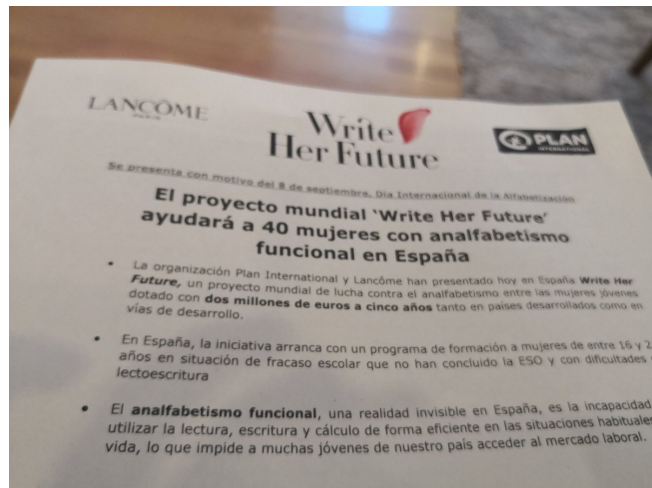 LANCÔME
PARIS
Write
Her Future
PLAN
INTERNATIONAL
Se presenta con motivo del 8 de septiembre, Día Internacional de la Alfabetización
El proyecto mundial ‘Write Her Future’
ayudará a 40 mujeres con analfabetismo
funcional en España
• La organización Plan International y Lancôme han presentado hoy en España Write Her
Future, un proyecto mundial de lucha contra el analfabetismo entre las mujeres jóvenes
dotado con dos millones de euros a cinco años tanto en países desarrollados como en
vías de desarrollo.
• En España, la iniciativa arranca con un programa de formación a mujeres de entre 16 y 2
años en situación de fracaso escolar que no han concluido la ESO y con dificultades
lectoescritura
• El analfabetismo funcional, una realidad invisible en España, es la incapacidad
utilizar la lectura, escritura y cálculo de forma eficiente en las situaciones habituales
vida, lo que impide a muchas jóvenes de nuestro país acceder al mercado laboral.